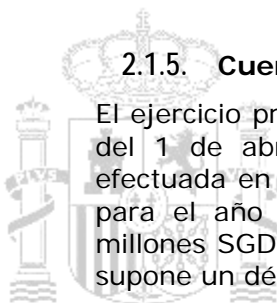 2.1.5. Cuer
El ejercicio pr
del 1 de abr
efectuada en
para el año
millones SGD
supone un dé
PLVS